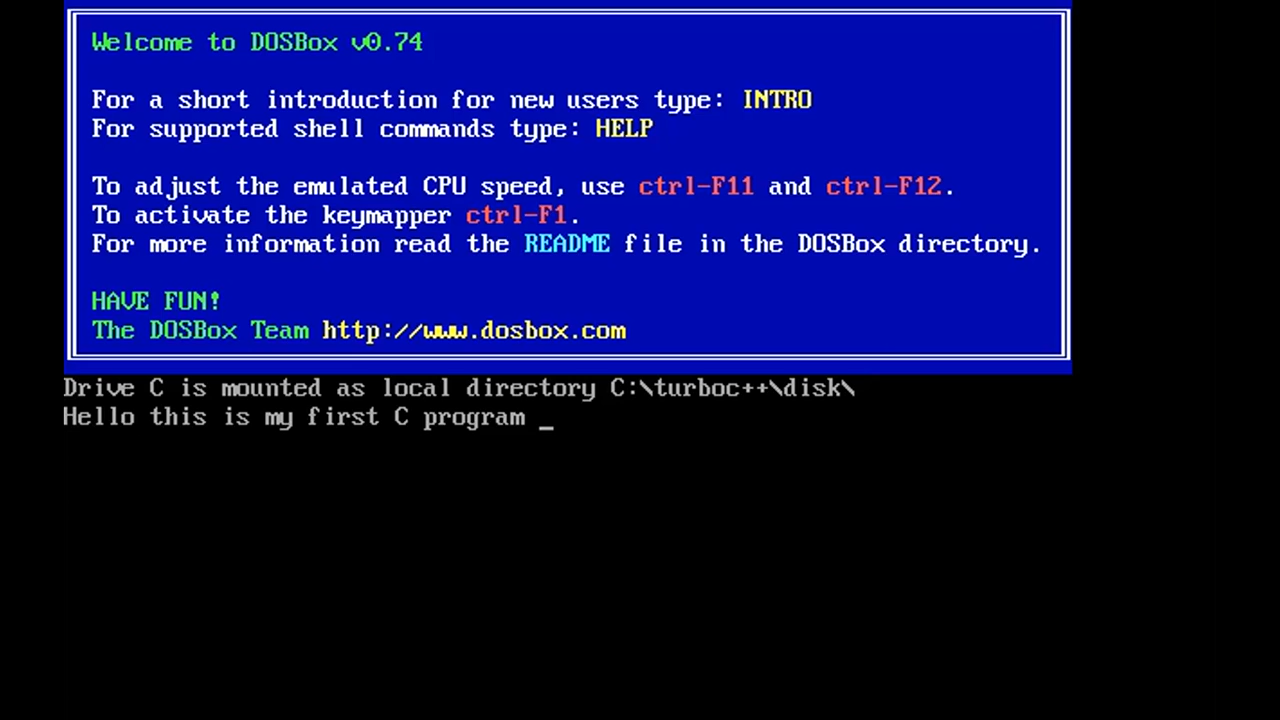 Welcome to DOSBox v0.74
For a short introduction for new users type: INTRO
For supported shell commands type: HELP
To adjust the emulated CPU speed, use ctrl-F11 and ctrl-F12.
To activate the keymapper ctrl-F1.
For more information read the README file in the DOSBox directory.
HAVE FUN!
The DOSBox Team http://www.dosbox.com
Drive C is mounted as local directory C:\turboc++\disk\
Hello this is my first C program _